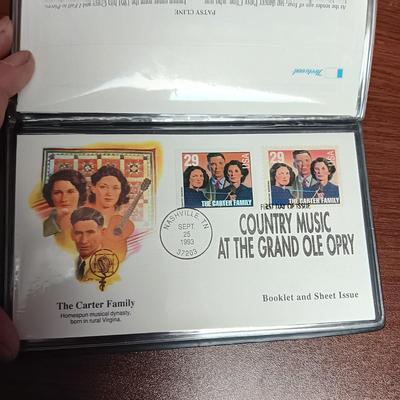 PATSY CLINE
29
USA
THE CARTER FAMILY
29
USA
THE CARTER FAMILY
NASHVILLE, TN
SEPT.
25
1993
37203
FIRST DAY OF ISSUE
COUNTRY MUSIC
AT THE GRAND OLE OPRY
The Carter Family
Homespun musical dynasty,
born in rural Virgina.
Booklet and Sheet Issue